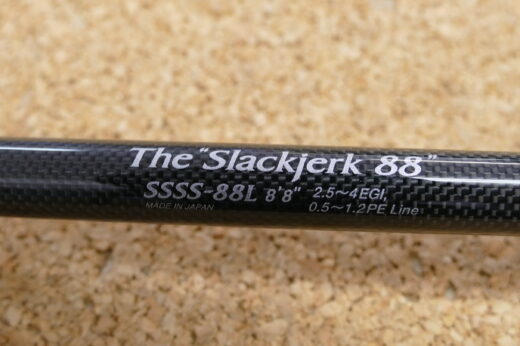 The "Slackjerk 88"
SSSS-88L 8'8" 2.5～4EGI,
MADE IN JAPAN 0.5～1.2PE Line